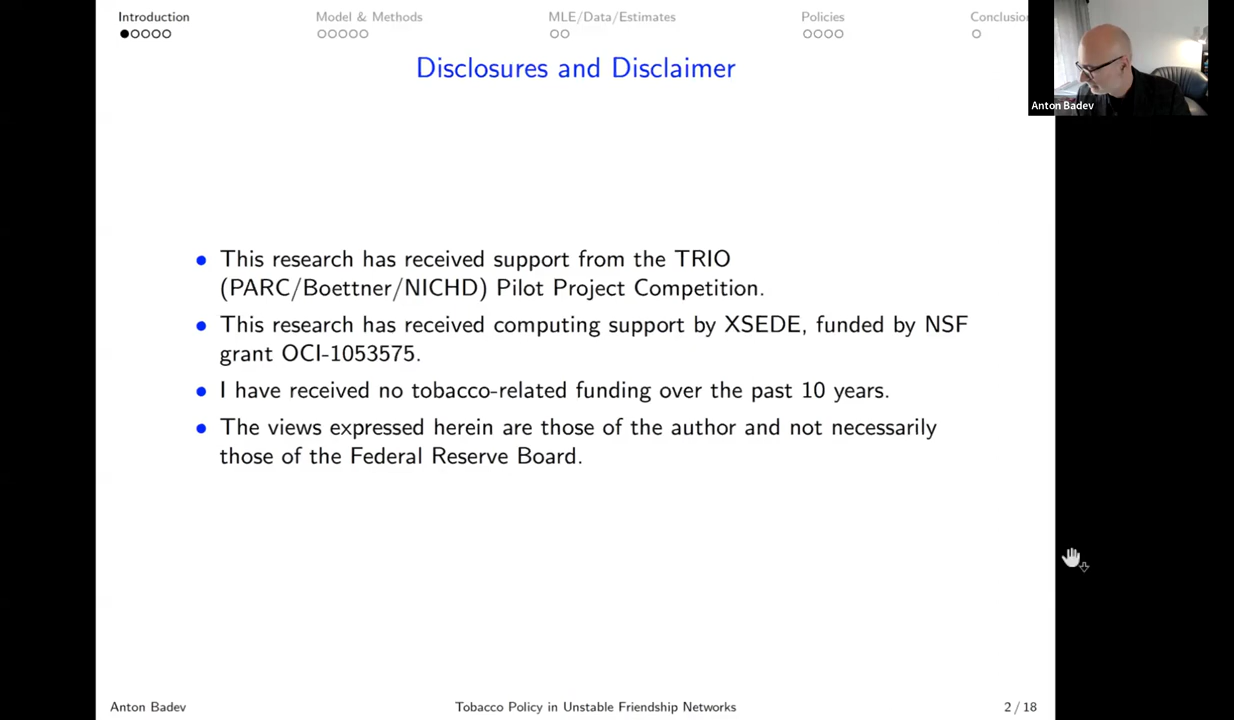 Introduction Model & Methods MLE/Data/Estimates Policies Conclusion
Disclosures and Disclaimer
Anton Badev
• This research has received support from the TRIO
(PARC/Boettner/NICHD) Pilot Project Competition.
• This research has received computing support by XSEDE, funded by NSF
grant OCI-1053575.
• I have received no tobacco-related funding over the past 10 years.
• The views expressed herein are those of the author and not necessarily
those of the Federal Reserve Board.
Anton Badev Tobacco Policy in Unstable Friendship Networks 2 / 18